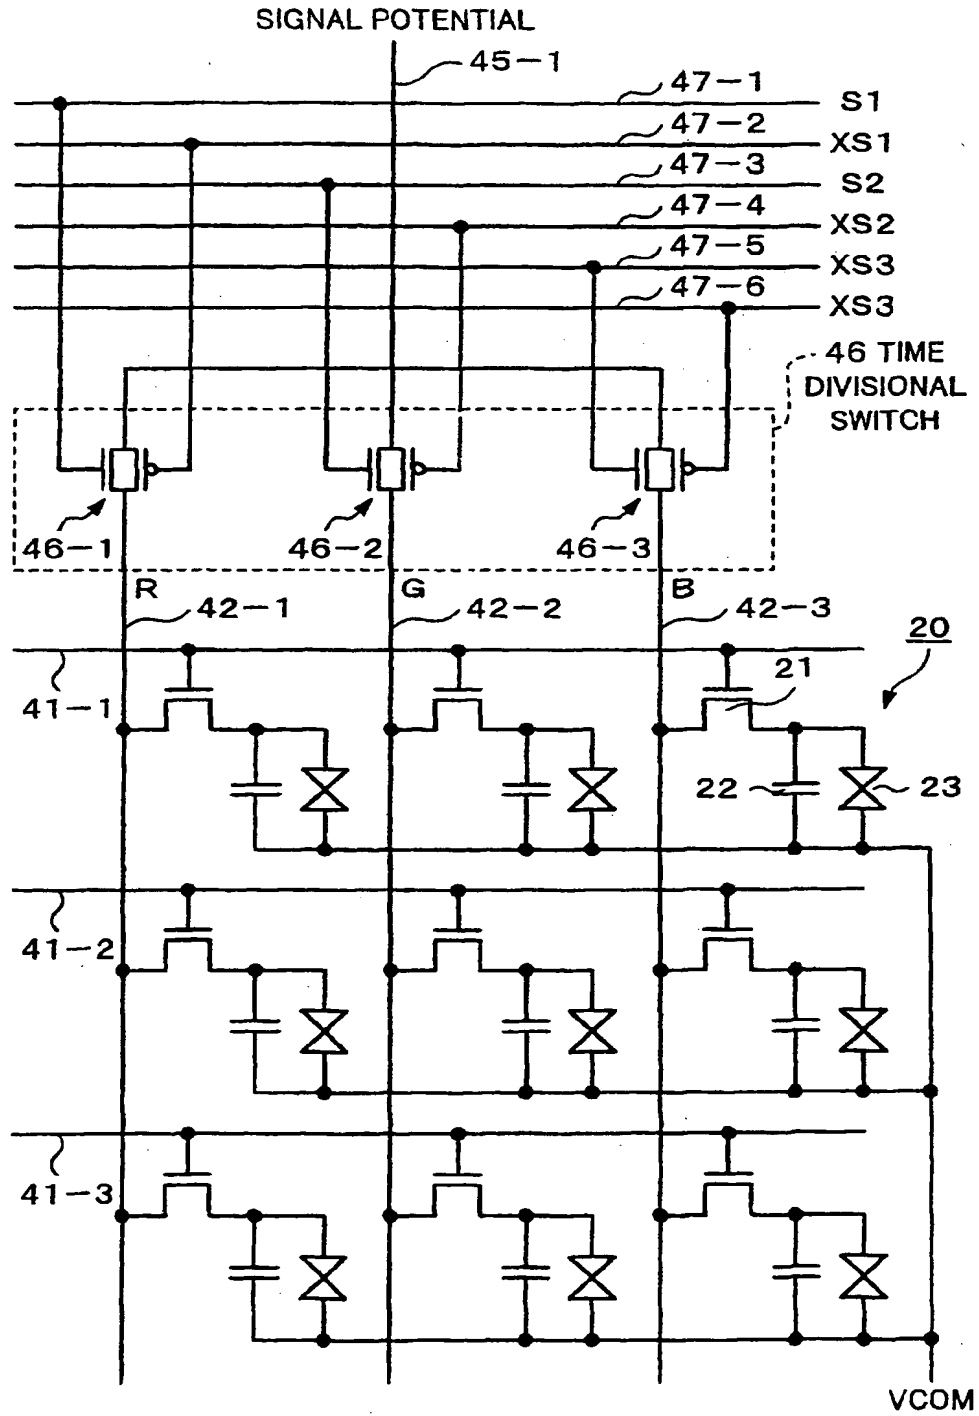 SIGNAL POTENTIAL
45-1
47-1 S1
47-2 XS1
47-3 S2
47-4 XS2
47-5 XS3
47-6 XS3
46 TIME
DIVISIONAL
SWITCH
46-1 46-2 46-3
R G B
42-1 42-2 42-3
20
41-1
21
22 23
41-2
41-3
VCOM